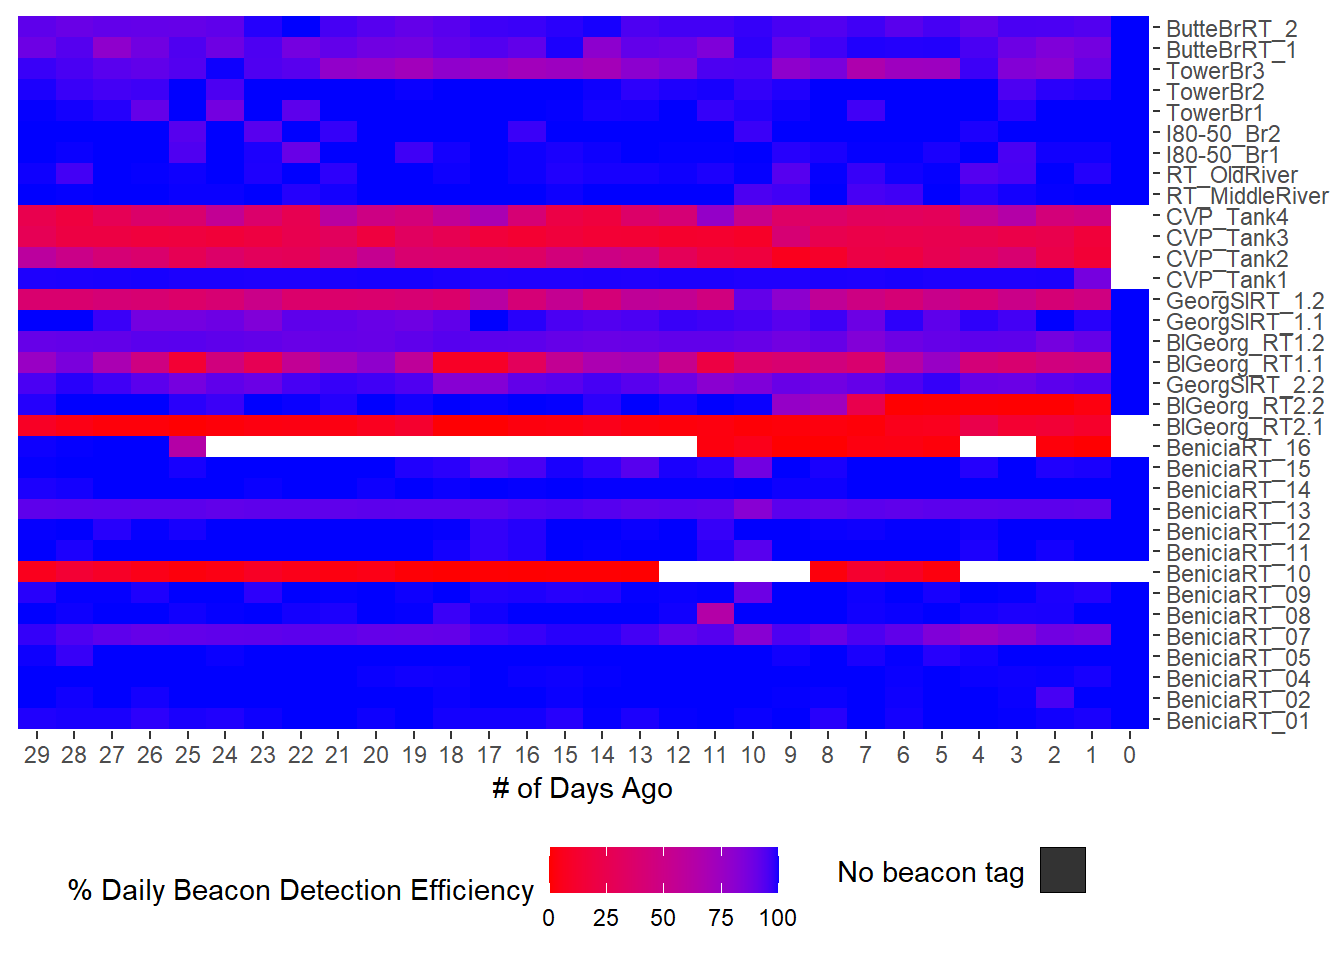 ButteBrRT_2
ButteBrRT_1
TowerBr3
TowerBr2
TowerBr1
I80-50_Br2
I80-50_Br1
RT_OldRiver
RT_MiddleRiver
CVP_Tank4
CVP_Tank3
CVP_Tank2
CVP_Tank1
GeorgSlRT_1.2
GeorgSlRT_1.1
BlGeorg_RT1.2
BlGeorg_RT1.1
GeorgSlRT_2.2
BlGeorg_RT2.2
BlGeorg_RT2.1
BeniciaRT_16
BeniciaRT_15
BeniciaRT_14
BeniciaRT_13
BeniciaRT_12
BeniciaRT_11
BeniciaRT_10
BeniciaRT_09
BeniciaRT_08
BeniciaRT_07
BeniciaRT_05
BeniciaRT_04
BeniciaRT_02
BeniciaRT_01
29 28 27 26 25 24 23 22 21 20 19 18 17 16 15 14 13 12 11 10 9 8 7 6 5 4 3 2 1 0
# of Days Ago
% Daily Beacon Detection Efficiency
0 25 50 75 100
No beacon tag